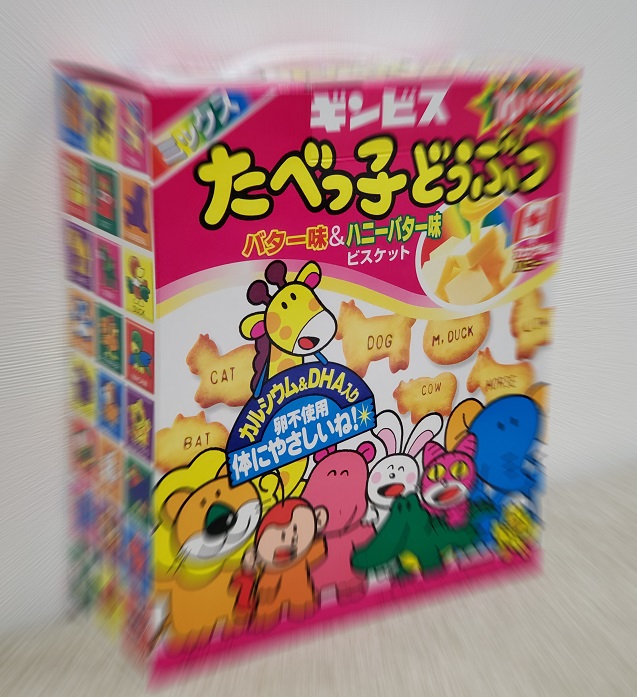 ミックス
ギンビス
たべっ子どうぶつ
バター味&ハニーバター味
ビスケット
DOG
M.DUCK
CAT
COW
HORSE
BAT
カルシウム&DHA入り
卵不使用
体にやさしいね!
DUCK